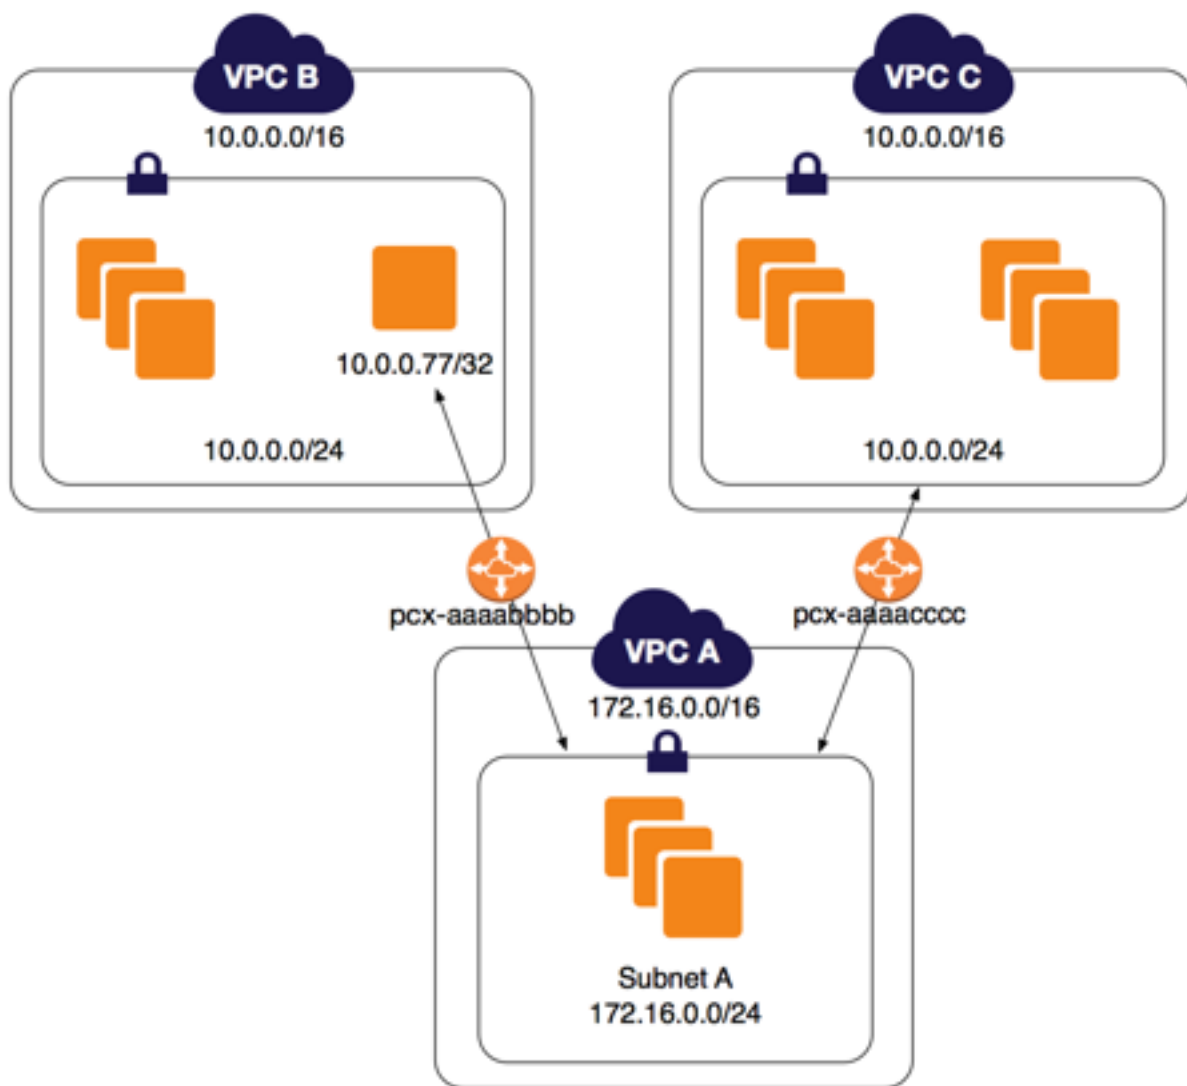 VPC B
10.0.0.0/16
10.0.0.77/32
10.0.0.0/24
VPC C
10.0.0.0/16
10.0.0.0/24
pcx-aaaabbbb
pcx-aaaacccc
VPC A
172.16.0.0/16
Subnet A
172.16.0.0/24